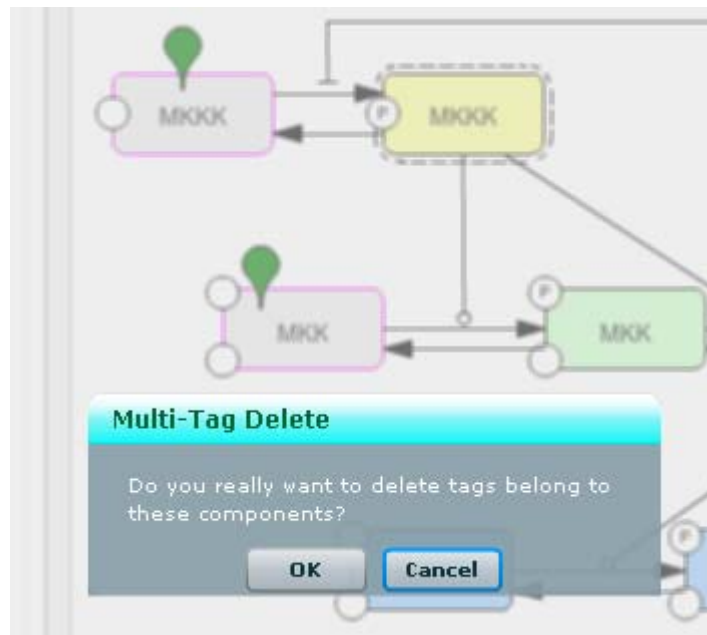 MKKK
P
MKKK
P
MKK
MKK
Multi-Tag Delete
Do you really want to delete tags belong to
these components?
P
OK
Cancel